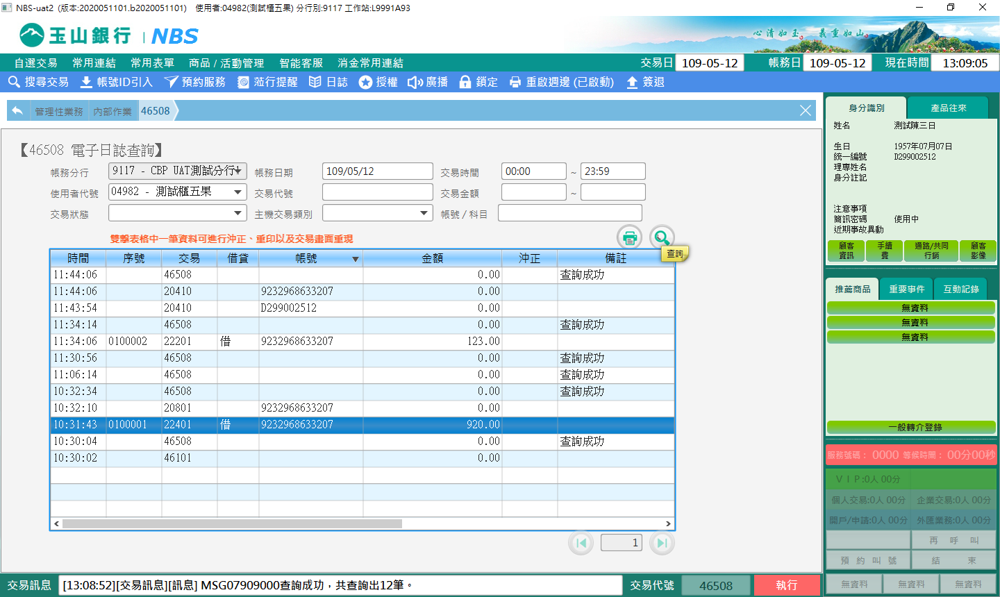 NBS-uat2 (版本:2020051101.b2020051101) 使用者:04982(測試櫃五果) 分行別:9117 工作站:L9991A93
玉山銀行 NBS
心清如玉。義重如山。
自選交易 常用連結 常用表單 商品 / 活動管理 智能客服 消金常用連結 交易日 109-05-12 帳務日 109-05-12 現在時間 13:09:05
搜尋交易 帳號ID引入 預約服務 蒞行提醒 日誌 授權 廣播 鎖定 重啟週邊 (已啟動) 簽退
管理性業務 內部作業 46508
【46508 電子日誌查詢】
帳務分行 9117 - CBP UAT測試分行 帳務日期 109/05/12 交易時間 00:00 ~ 23:59
使用者代號 04982 - 測試櫃五果 交易代號 交易金額 ~
交易狀態 主機交易類別 帳號 / 科目
雙擊表格中一筆資料可進行沖正、重印以及交易畫面重現
查詢
時間 序號 交易 借貸 帳號 金額 沖正 備註
11:44:06 46508 0.00 查詢成功
11:44:06 20410 9232968633207 0.00
11:43:54 20410 D299002512 0.00
11:34:14 46508 0.00 查詢成功
11:34:06 0100002 22201 借 9232968633207 123.00
11:30:56 46508 0.00 查詢成功
11:06:14 46508 0.00 查詢成功
10:32:34 46508 0.00 查詢成功
10:32:10 20801 9232968633207 0.00
10:31:43 0100001 22401 借 9232968633207 920.00
10:30:04 46508 0.00 查詢成功
10:30:02 46101 0.00
1
交易訊息 [13:08:52][交易訊息][訊息] MSG07909000查詢成功，共查詢出12筆。 交易代號 46508 執行
身分識別 產品往來
姓名 測試陳三日
生日 1957年07月07日
統一編號 D299002512
理專姓名
身分註記
注意事項
簡訊密碼 使用中
近期事故異動
顧客資訊 手續費 通路/共同行銷 顧客影像
推薦商品 重要事件 互動記錄
無資料
無資料
無資料
一般轉介登錄
服務號碼： 0000 等候時間： 00分00秒
ＶＩＰ:0人 00分
個人交易:0人 00分 企業交易:0人 00分
開戶/申請:0人 00分 外匯業務:0人 00分
再 呼 叫
預 約 叫 號 結 束
無資料 無資料 無資料